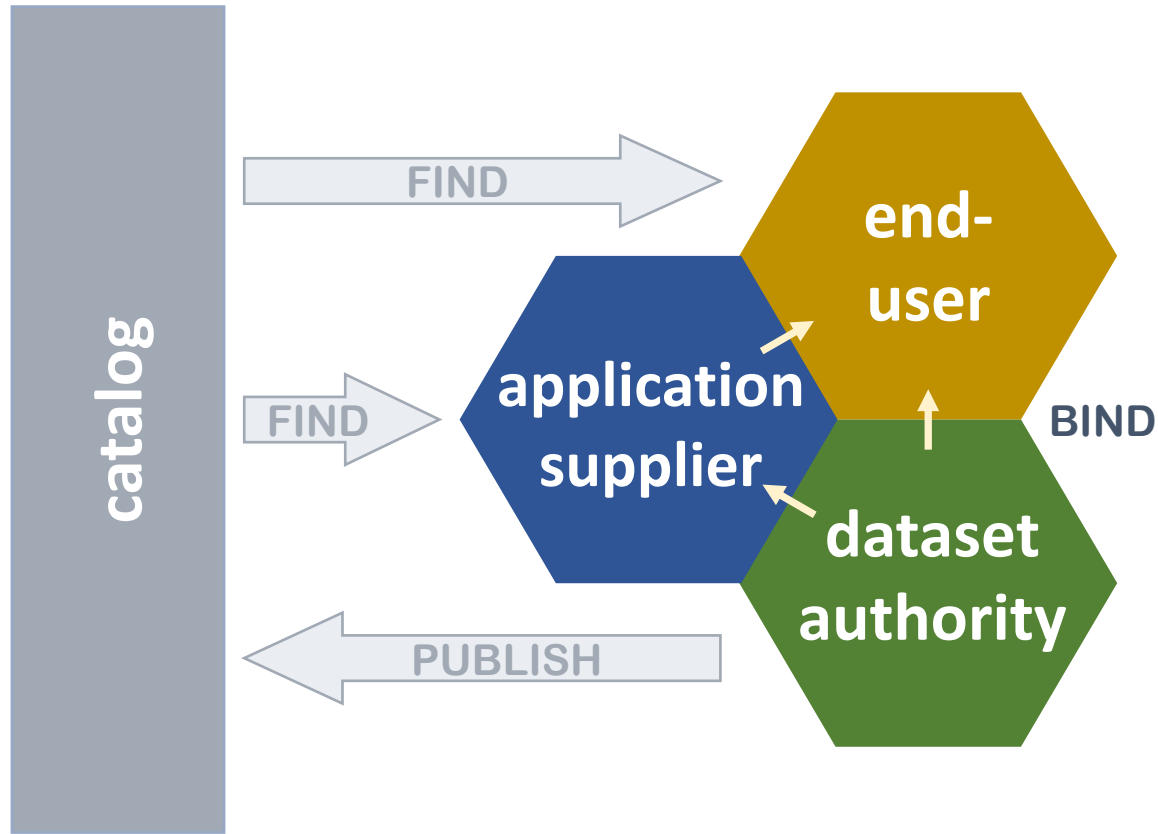 catalog
FIND
end-
user
application
supplier
FIND
BIND
dataset
authority
PUBLISH